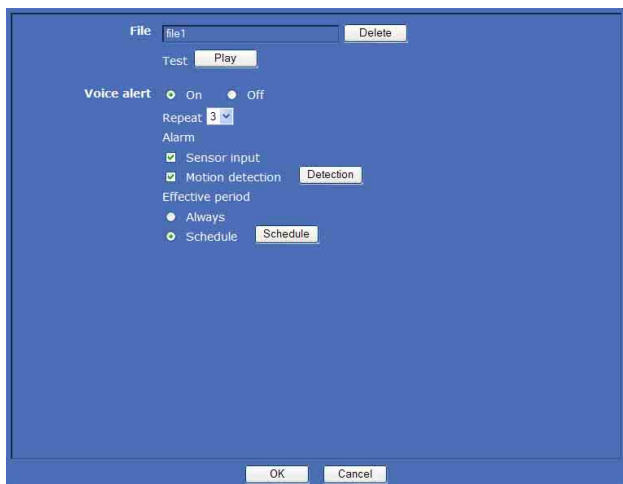 File file1 Delete
Test Play
Voice alert On Off
Repeat 3
Alarm
Sensor input
Motion detection Detection
Effective period
Always
Schedule Schedule
OK Cancel